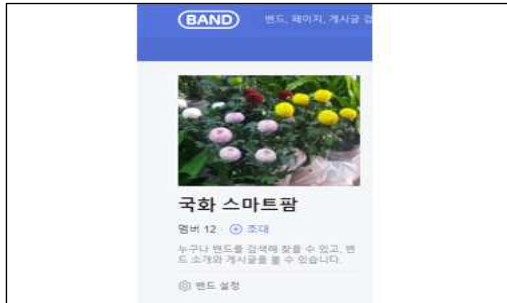 BAND
밴드, 페이지, 게시글 검
국화 스마트팜
멤버 12 · 초대
누구나 밴드를 검색해 찾을 수 있고, 밴
드 소개와 게시글을 볼 수 있습니다.
밴드 설정